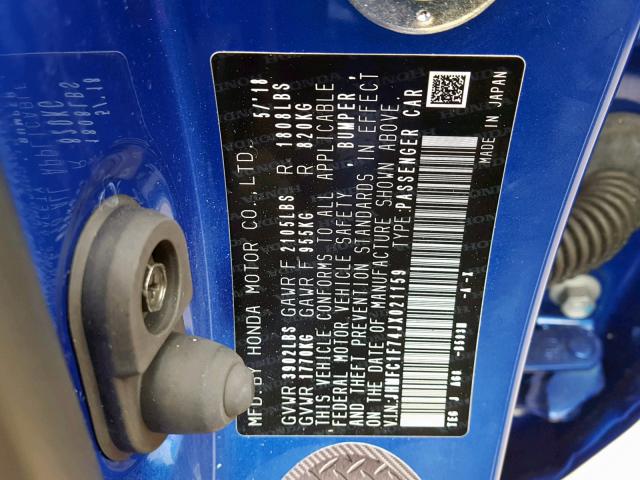 MFD.BY HONDA MOTOR CO.,LTD. 5/18
GVWR 3902LBS GAWR F 2105LBS R 1808LBS
GVWR 1770KG GAWR F 955KG R 820KG
THIS VEHICLE CONFORMS TO ALL APPLICABLE
FEDERAL MOTOR VEHICLE SAFETY, BUMPER,
AND THEFT PREVENTION STANDARDS IN EFFECT
ON THE DATE OF MANUFACTURE SHOWN ABOVE.
TYPE:PASSENGER CAR
MADE IN JAPAN